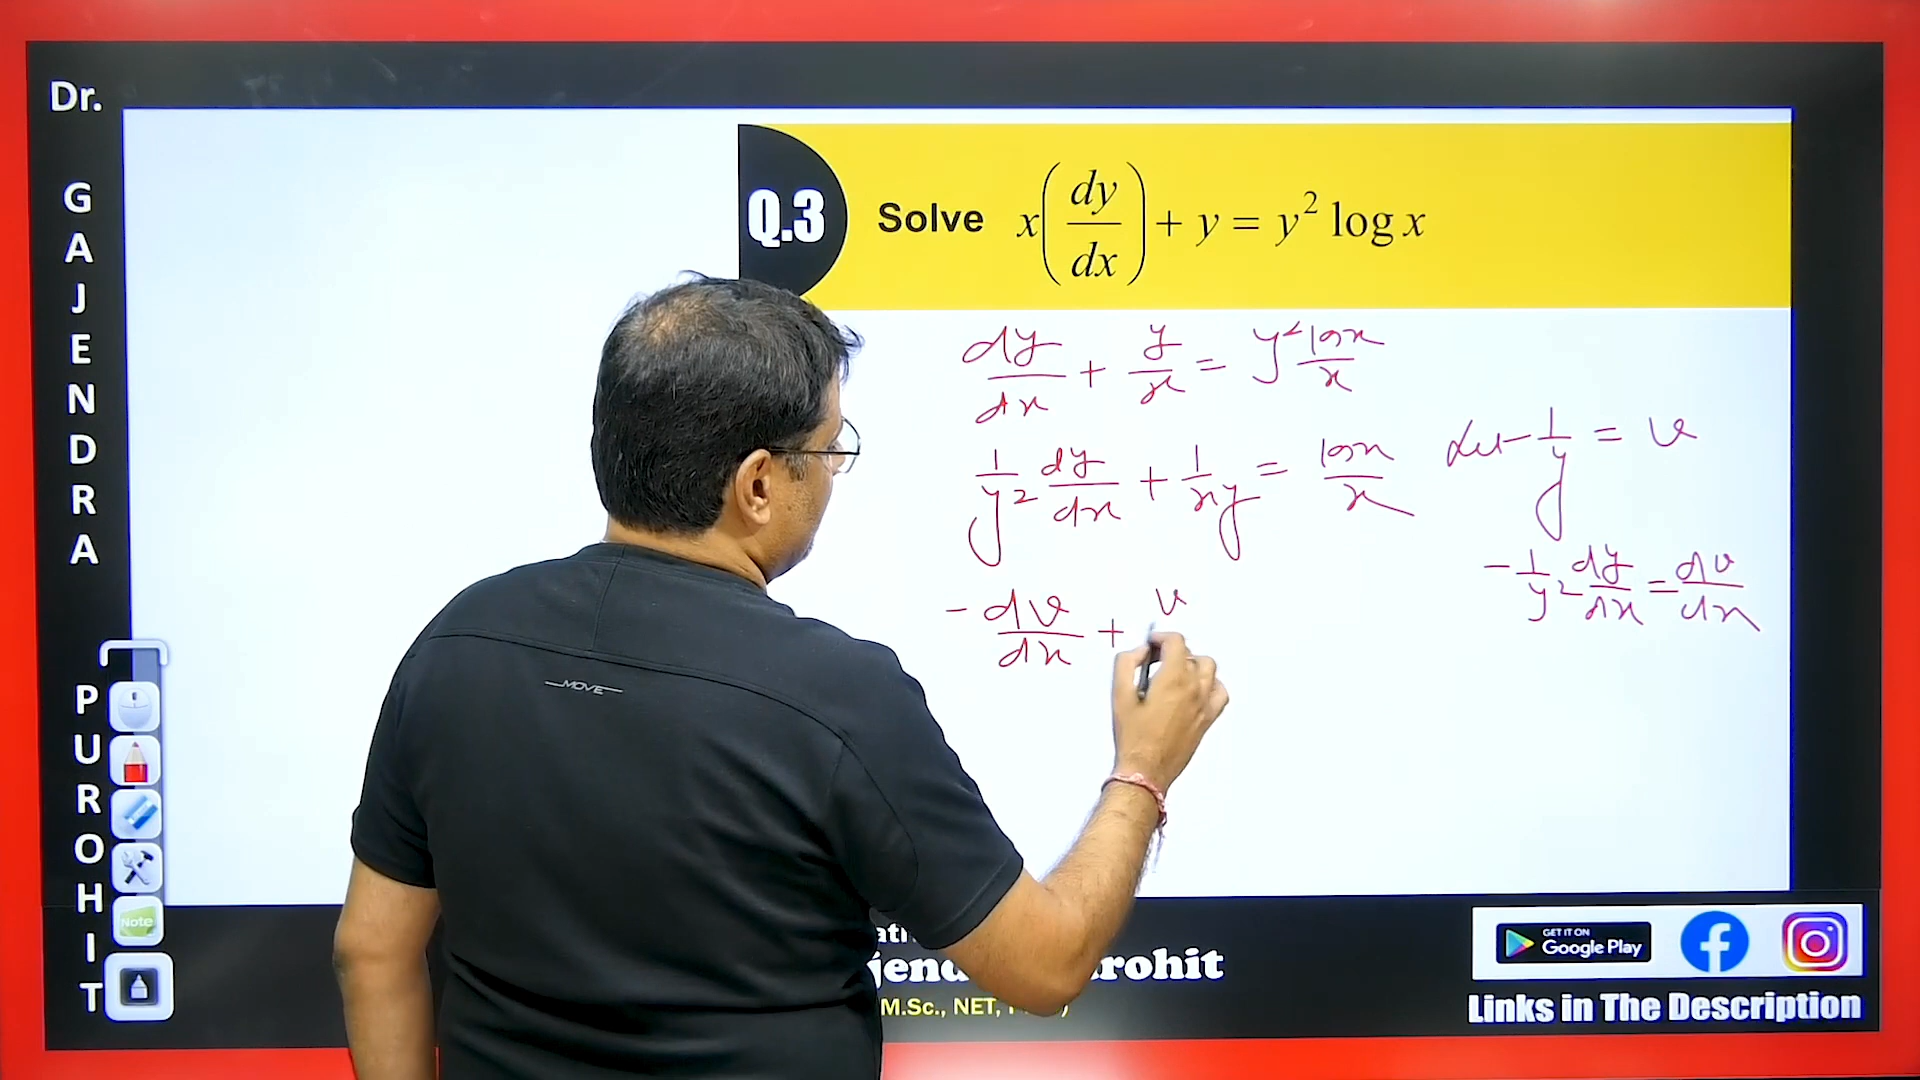 Dr.
GAJENDRA
PUROHIT
Q.3 Solve x(dy/dx) + y = y² log x
dy/dx + y/x = y² log x/x
1/y² dy/dx + 1/xy = log x/x
Let 1/y = v
-1/y² dy/dx = dv/dx
-dv/dx + v
MOVE
Note
rohit
M.Sc., NET,
GET IT ON
Google Play
Links in The Description